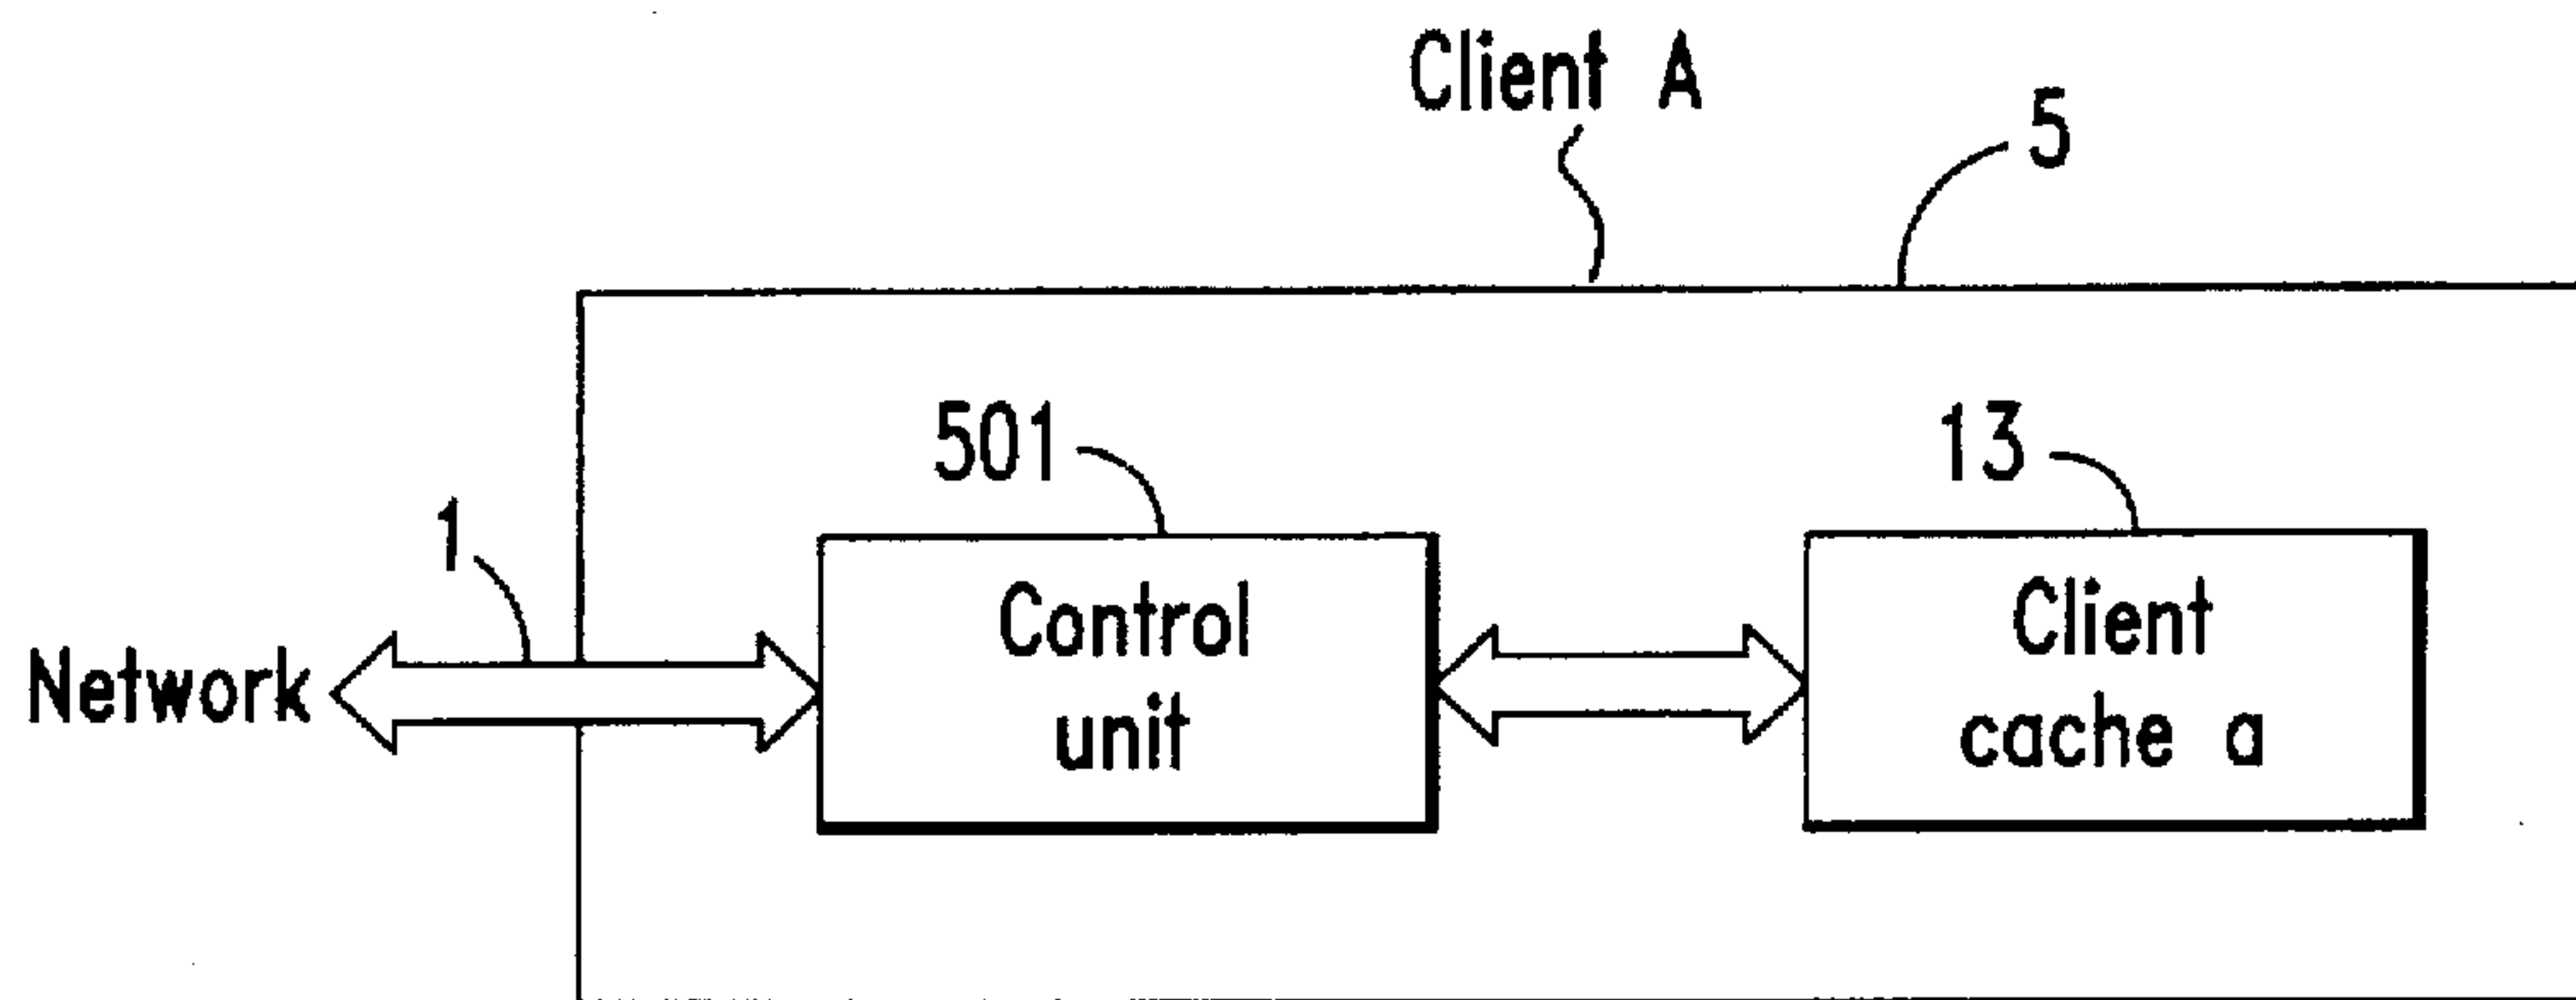 Client A
5
501
13
1
Network
Control
unit
Client
cache a